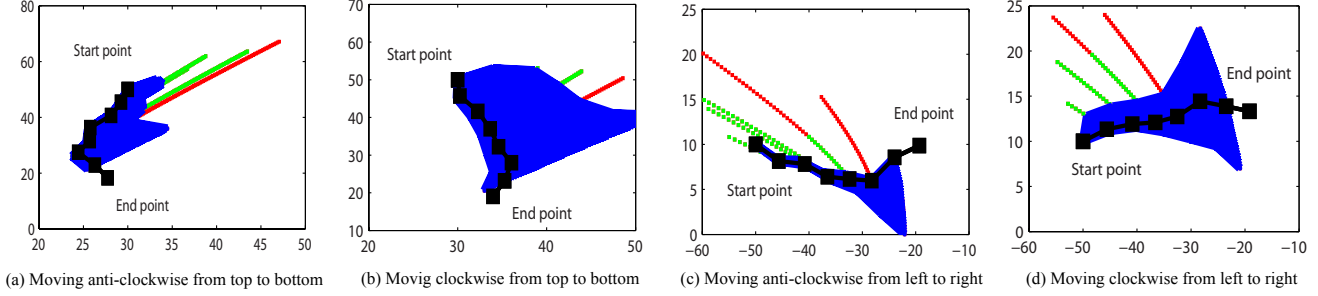 80
60
40
20
0
20 25 30 35 40 45 50
Start point
End point
(a) Moving anti-clockwise from top to bottom
70
60
50
40
30
20
10
20 30 40 50
Start point
End point
(b) Movig clockwise from top to bottom
25
20
15
10
5
0
−60 −50 −40 −30 −20 −10
Start point
End point
(c) Moving anti-clockwise from left to right
25
20
15
10
5
0
−60 −50 −40 −30 −20 −10
Start point
End point
(d) Moving clockwise from left to right